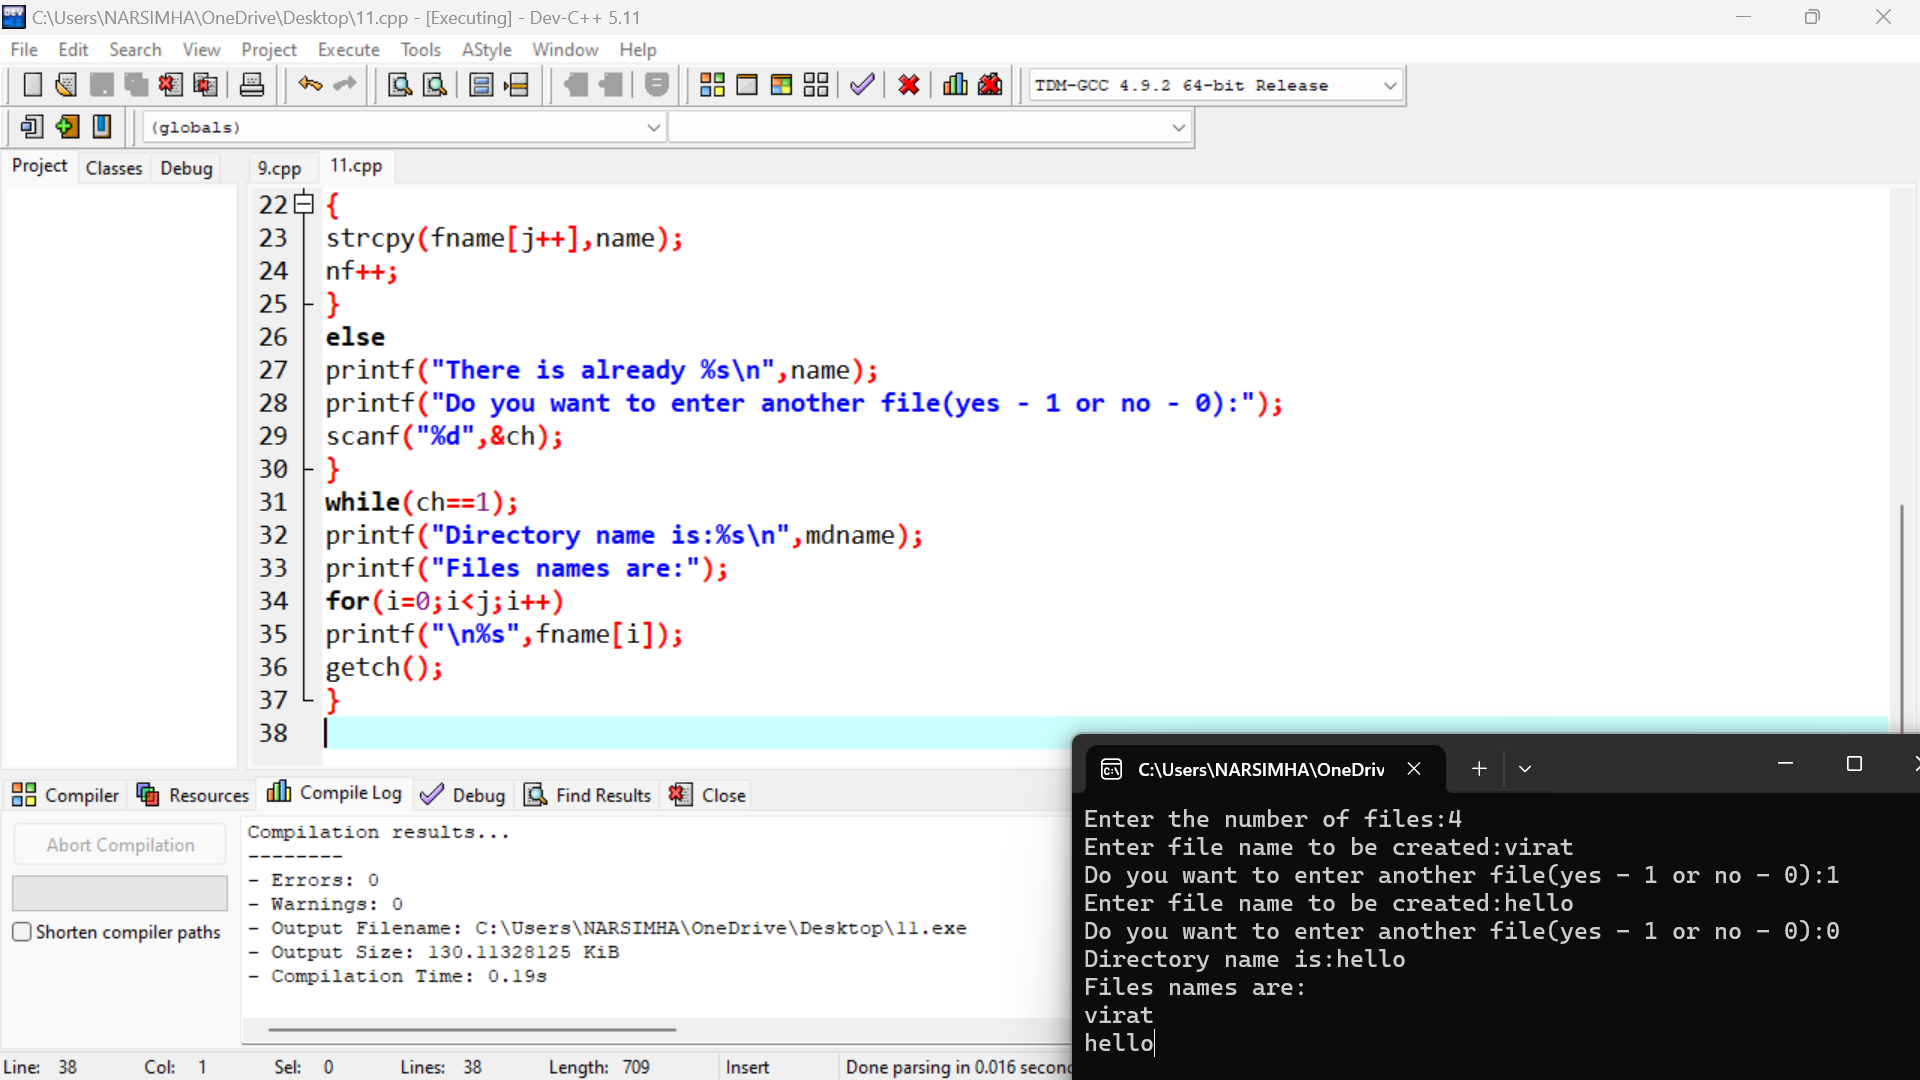 C:\Users\NARSIMHA\OneDrive\Desktop\11.cpp - [Executing] - Dev-C++ 5.11
File Edit Search View Project Execute Tools AStyle Window Help
TDM-GCC 4.9.2 64-bit Release
(globals)
Project Classes Debug 9.cpp 11.cpp
22 {
23 strcpy(fname[j++],name);
24 nf++;
25 }
26 else
27 printf("There is already %s\n",name);
28 printf("Do you want to enter another file(yes - 1 or no - 0):");
29 scanf("%d",&ch);
30 }
31 while(ch==1);
32 printf("Directory name is:%s\n",mdname);
33 printf("Files names are:");
34 for(i=0;i<j;i++)
35 printf("\n%s",fname[i]);
36 getch();
37 }
38
Compiler Resources Compile Log Debug Find Results Close
Abort Compilation
Shorten compiler paths
Compilation results...
--------
- Errors: 0
- Warnings: 0
- Output Filename: C:\Users\NARSIMHA\OneDrive\Desktop\11.exe
- Output Size: 130.11328125 KiB
- Compilation Time: 0.19s
C:\Users\NARSIMHA\OneDriv
Enter the number of files:4
Enter file name to be created:virat
Do you want to enter another file(yes - 1 or no - 0):1
Enter file name to be created:hello
Do you want to enter another file(yes - 1 or no - 0):0
Directory name is:hello
Files names are:
virat
hello
Line: 38 Col: 1 Sel: 0 Lines: 38 Length: 709 Insert Done parsing in 0.016 secon